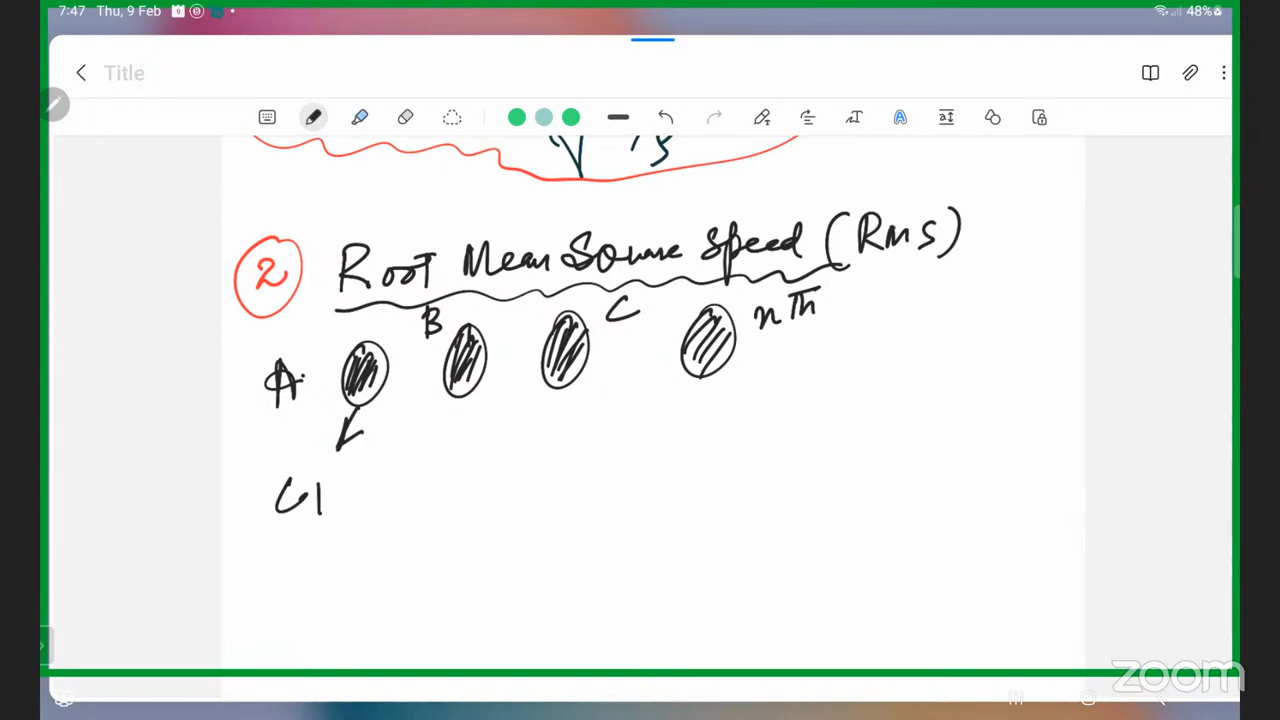 7:47 Thu, 9 Feb
48%
Title
2 Root Mean Square Speed (RMS)
B C nTh
A
C1
zoom